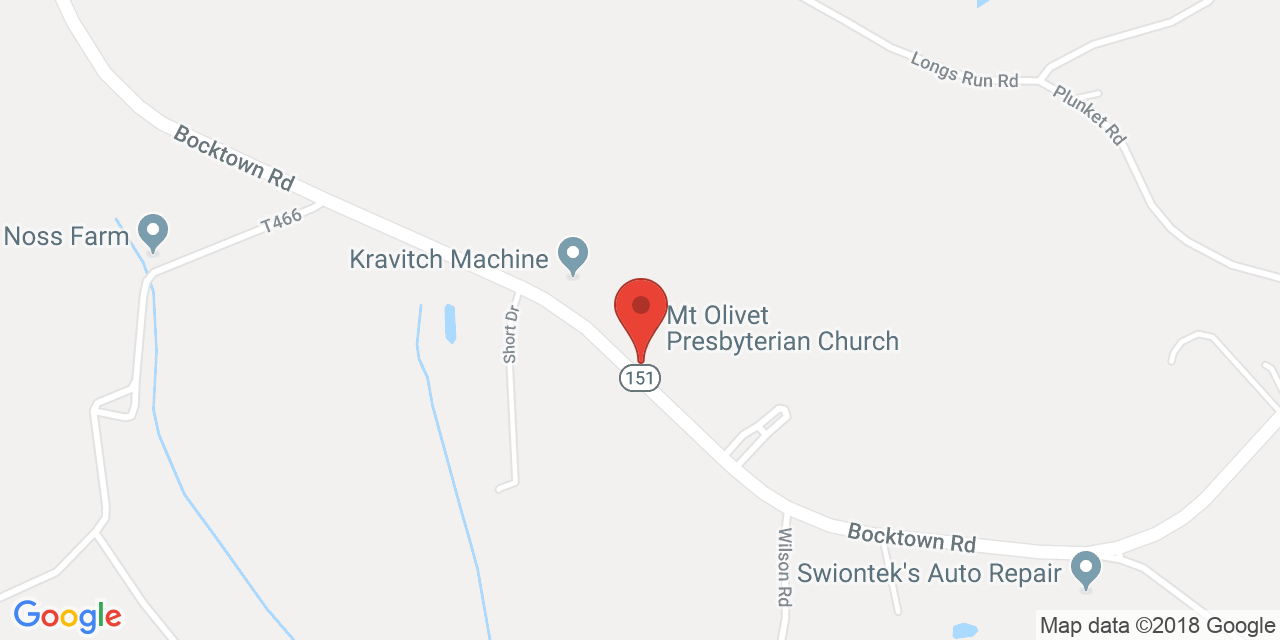 Longs Run Rd
Plunket Rd
Bocktown Rd
T466
Noss Farm
Kravitch Machine
Mt Olivet
Presbyterian Church
Short Dr
151
Bocktown Rd
Wilson Rd
Swiontek's Auto Repair
Google
Map data ©2018 Google